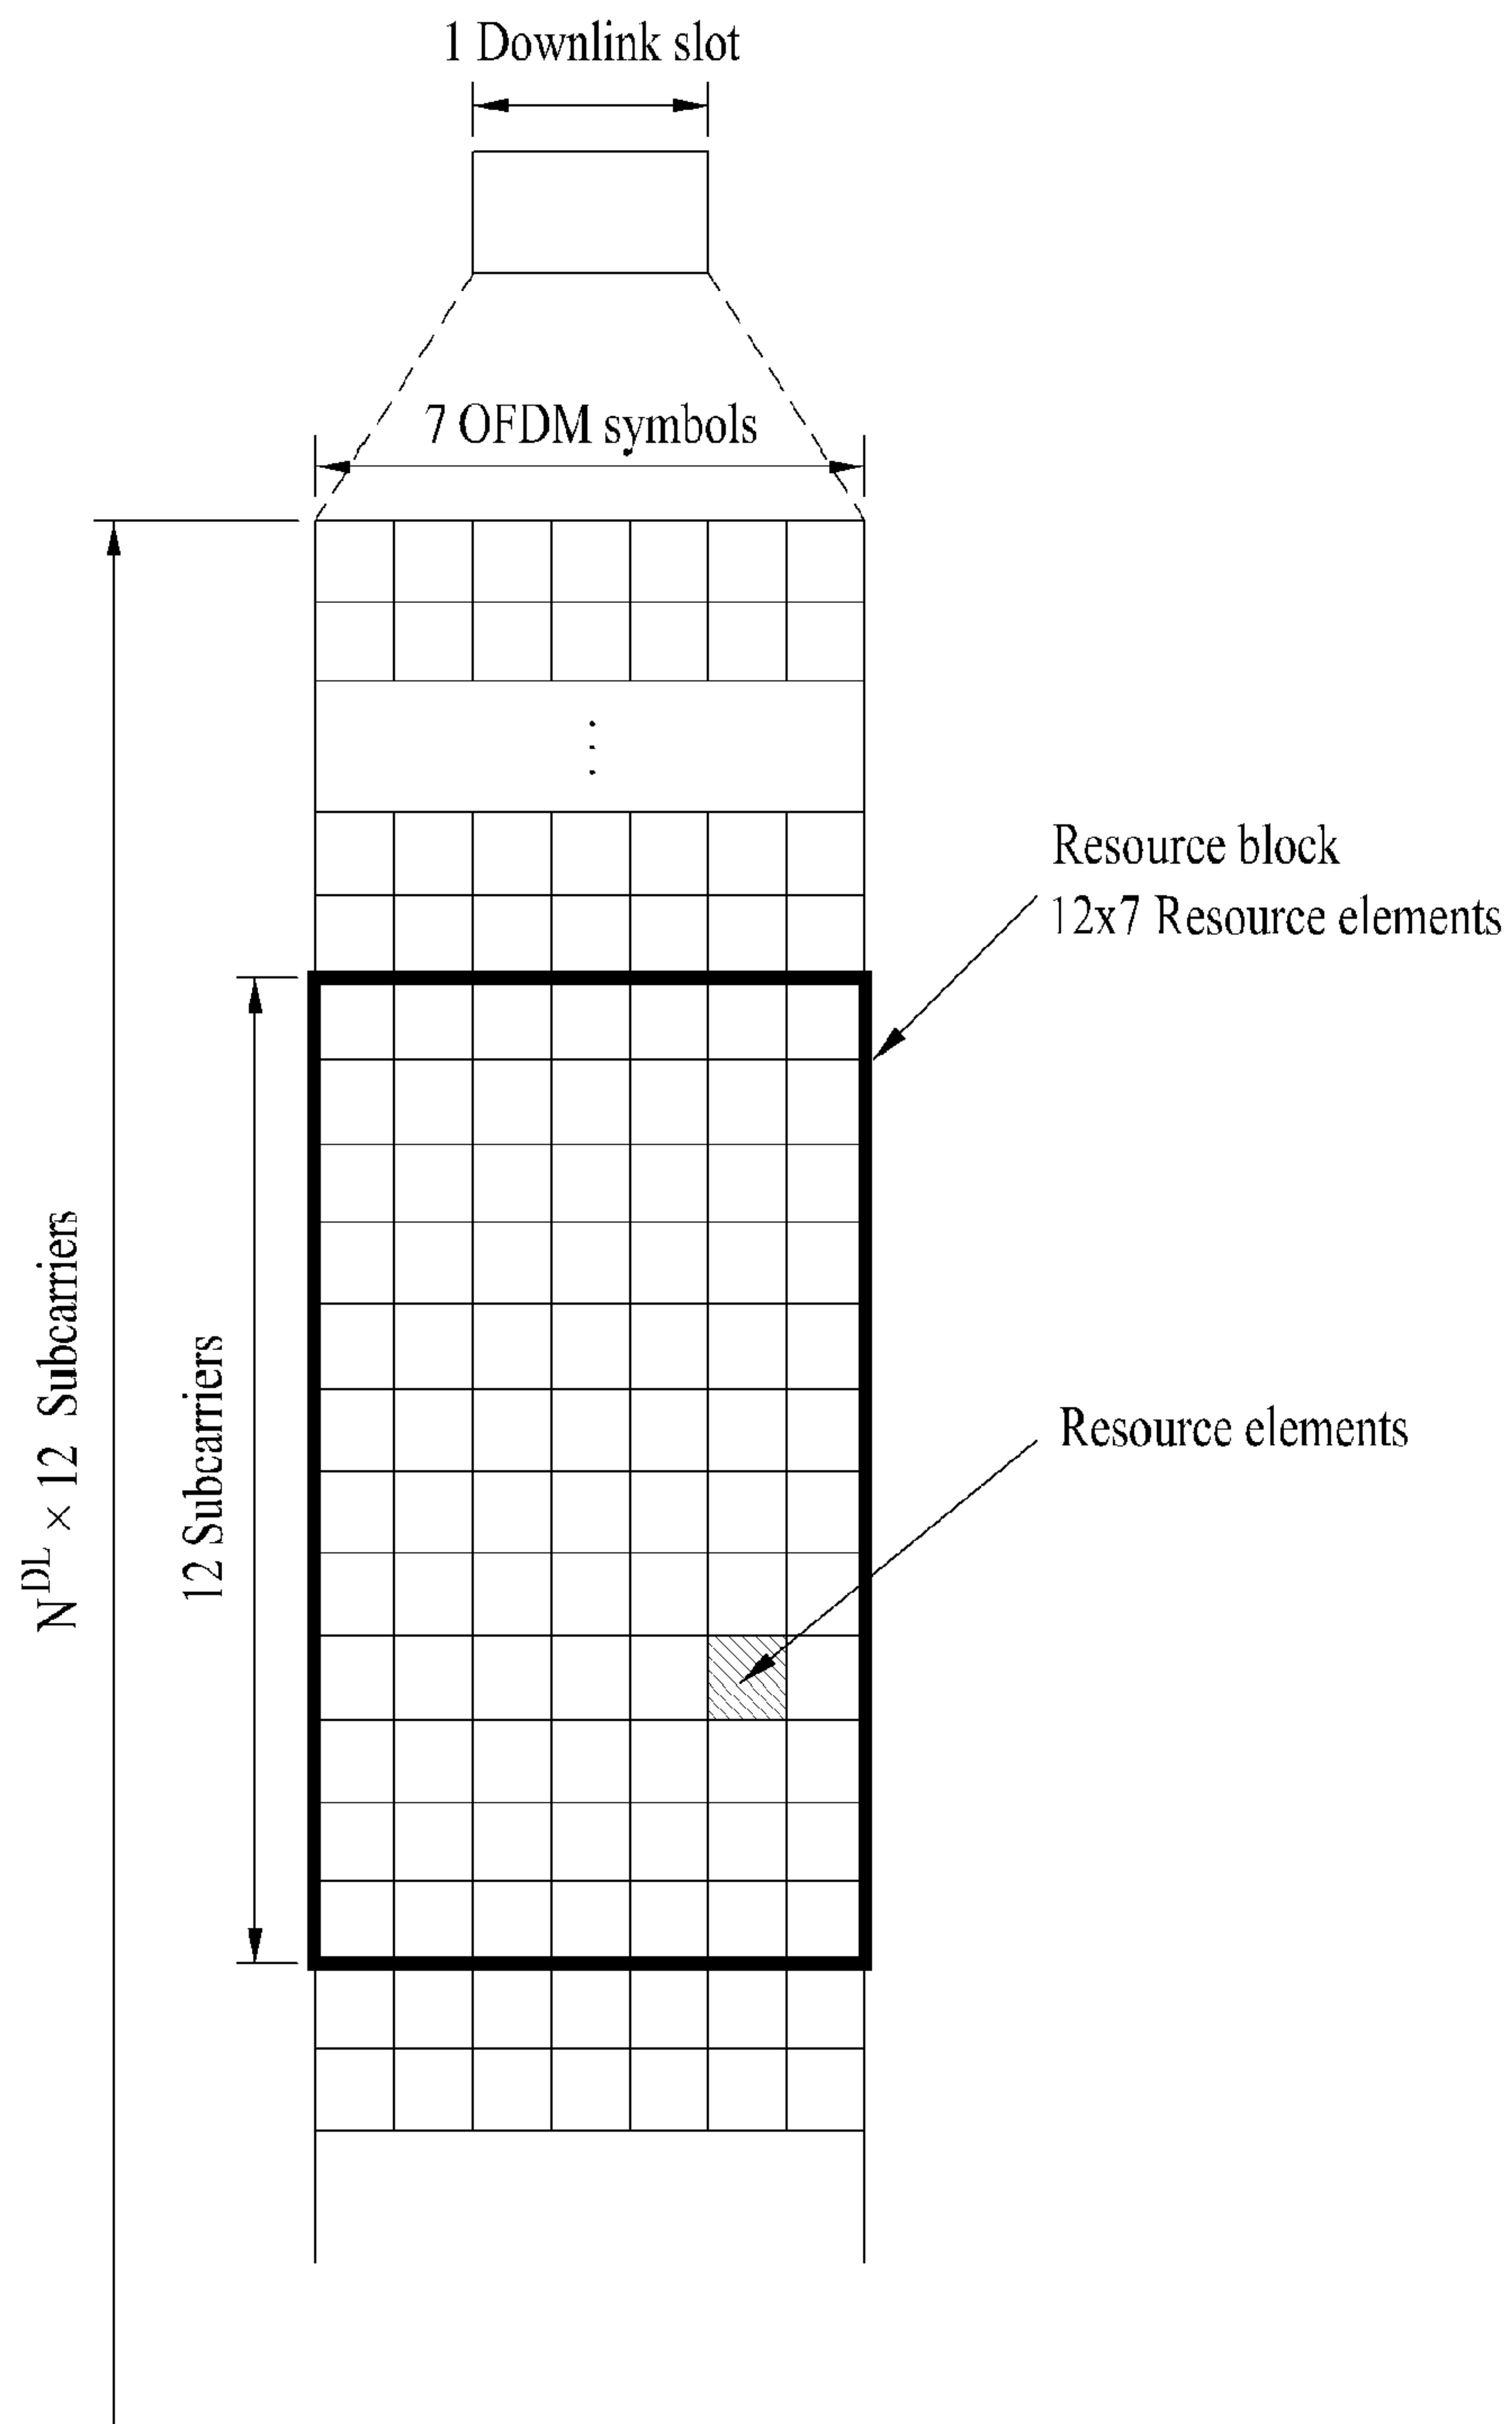 1 Downlink slot
7 OFDM symbols
Resource block
12x7 Resource elements
N^DL × 12 Subcarriers
12 Subcarriers
Resource elements